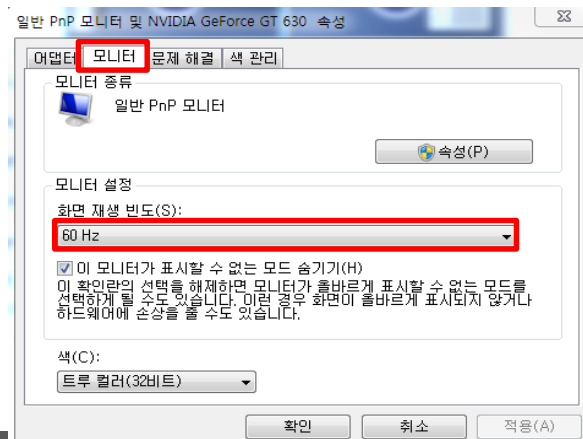 일반 PnP 모니터 및 NVIDIA GeForce GT 630 속성
어댑터 모니터 문제 해결 색 관리
모니터 종류
일반 PnP 모니터
속성(P)
모니터 설정
화면 재생 빈도(S):
60 Hz
이 모니터가 표시할 수 없는 모드 숨기기(H)
이 확인란의 선택을 해제하면 모니터가 올바르게 표시할 수 없는 모드를
선택하게 될 수도 있습니다. 이런 경우 화면이 올바르게 표시되지 않거나
하드웨어에 손상을 줄 수도 있습니다.
색(C):
트루 컬러(32비트)
확인 취소 적용(A)